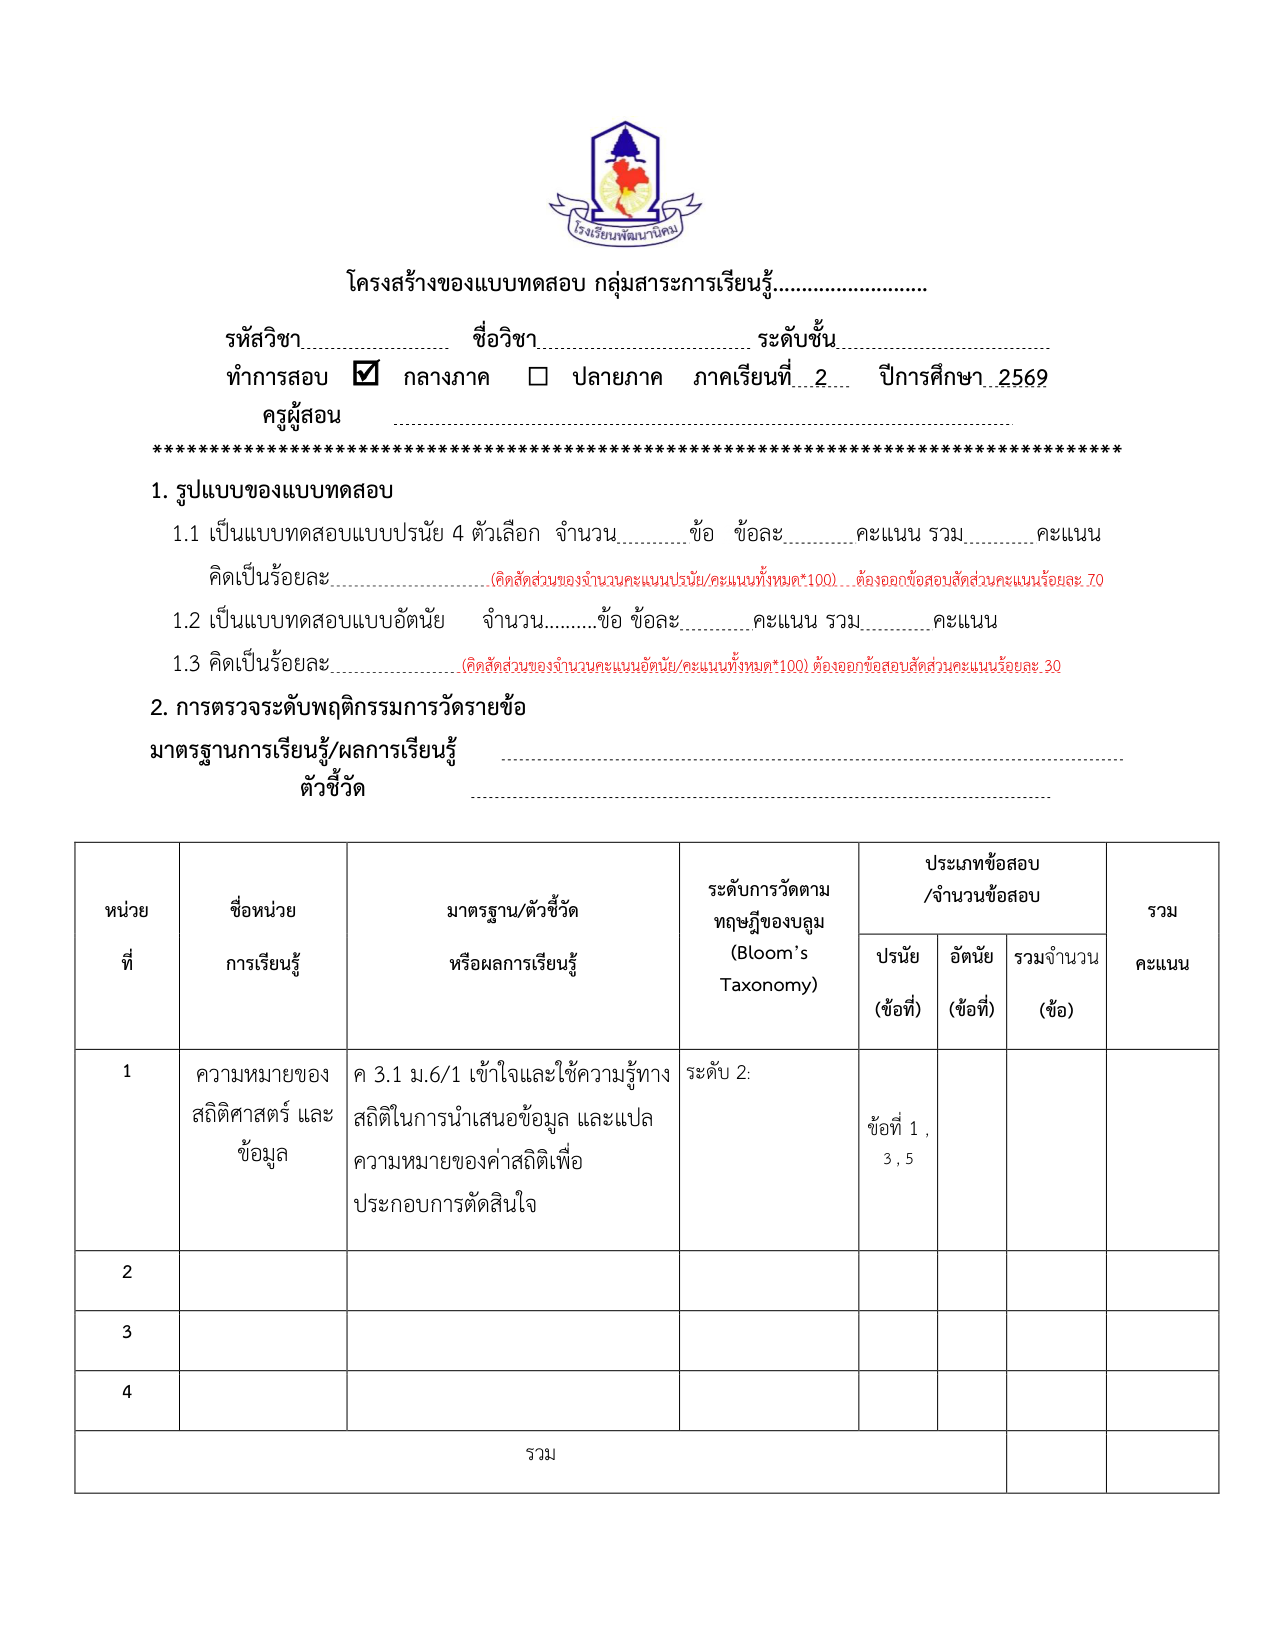 โรงเรียนพัฒนานิคม
โครงสร้างของแบบทดสอบ กลุ่มสาระการเรียนรู้...........................
รหัสวิชา ชื่อวิชา ระดับชั้น
ทำการสอบ ☑ กลางภาค ☐ ปลายภาค ภาคเรียนที่ 2 ปีการศึกษา 2569
ครูผู้สอน
*************************************************************************************
1. รูปแบบของแบบทดสอบ
1.1 เป็นแบบทดสอบแบบปรนัย 4 ตัวเลือก จำนวน ข้อ ข้อละ คะแนน รวม คะแนน
คิดเป็นร้อยละ (คิดสัดส่วนของจำนวนคะแนนปรนัย/คะแนนทั้งหมด*100) ต้องออกข้อสอบสัดส่วนคะแนนร้อยละ 70
1.2 เป็นแบบทดสอบแบบอัตนัย จำนวน..........ข้อ ข้อละ คะแนน รวม คะแนน
1.3 คิดเป็นร้อยละ (คิดสัดส่วนของจำนวนคะแนนอัตนัย/คะแนนทั้งหมด*100) ต้องออกข้อสอบสัดส่วนคะแนนร้อยละ 30
2. การตรวจระดับพฤติกรรมการวัดรายข้อ
มาตรฐานการเรียนรู้/ผลการเรียนรู้
ตัวชี้วัด
หน่วย
ที่
ชื่อหน่วย
การเรียนรู้
มาตรฐาน/ตัวชี้วัด
หรือผลการเรียนรู้
ระดับการวัดตาม
ทฤษฎีของบลูม
(Bloom’s
Taxonomy)
ประเภทข้อสอบ
/จำนวนข้อสอบ
ปรนัย
(ข้อที่)
อัตนัย
(ข้อที่)
รวมจำนวน
(ข้อ)
รวม
คะแนน
1
ความหมายของ
สถิติศาสตร์ และ
ข้อมูล
ค 3.1 ม.6/1 เข้าใจและใช้ความรู้ทาง
สถิติในการนำเสนอข้อมูล และแปล
ความหมายของค่าสถิติเพื่อ
ประกอบการตัดสินใจ
ระดับ 2:
ข้อที่ 1 ,
3 , 5
2
3
4
รวม